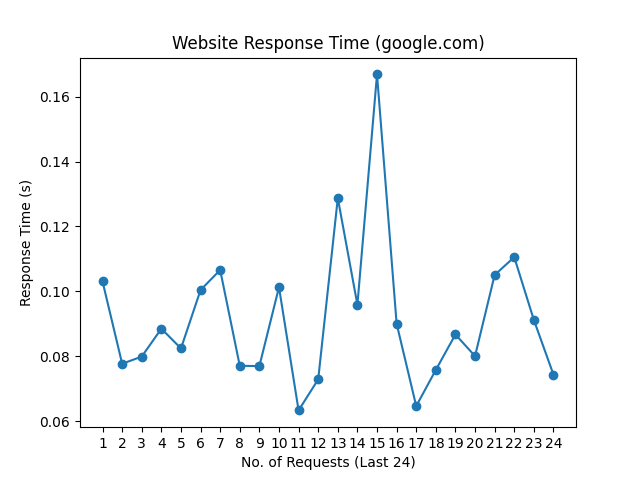 Website Response Time (google.com)
0.16
0.14
0.12
0.10
0.08
0.06
Response Time (s)
1 2 3 4 5 6 7 8 9 10 11 12 13 14 15 16 17 18 19 20 21 22 23 24
No. of Requests (Last 24)